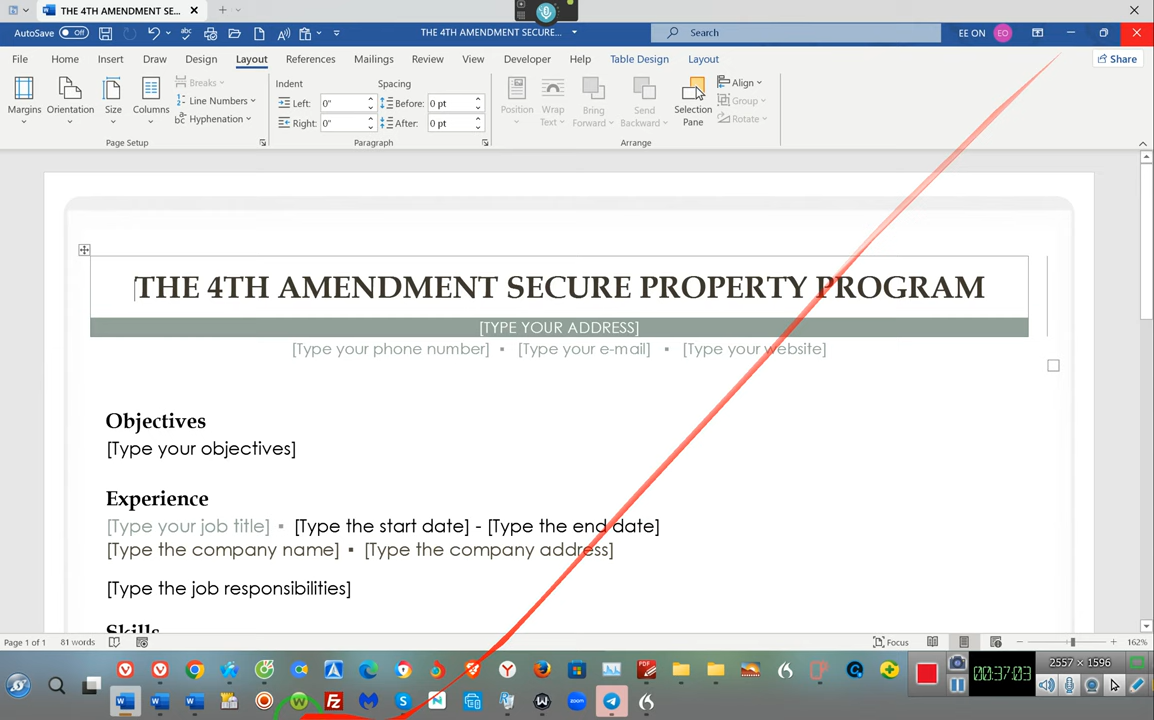 THE 4TH AMENDMENT SE...
AutoSave Off
THE 4TH AMENDMENT SECURE...
Search
EE ON EO
File Home Insert Draw Design Layout References Mailings Review View Developer Help Table Design Layout Share
Margins
Orientation
Size
Columns
Breaks
Line Numbers
Hyphenation
Page Setup
Indent
Left: 0"
Right: 0"
Spacing
Before: 0 pt
After: 0 pt
Paragraph
Position
Wrap Text
Bring Forward
Send Backward
Selection Pane
Align
Group
Rotate
Arrange
THE 4TH AMENDMENT SECURE PROPERTY PROGRAM
[TYPE YOUR ADDRESS]
[Type your phone number] ▪ [Type your e-mail] ▪ [Type your website]
Objectives
[Type your objectives]
Experience
[Type your job title] ▪ [Type the start date] - [Type the end date]
[Type the company name] ▪ [Type the company address]
[Type the job responsibilities]
Skills
Page 1 of 1 81 words Focus 162%
00:37:03
2557 × 1596